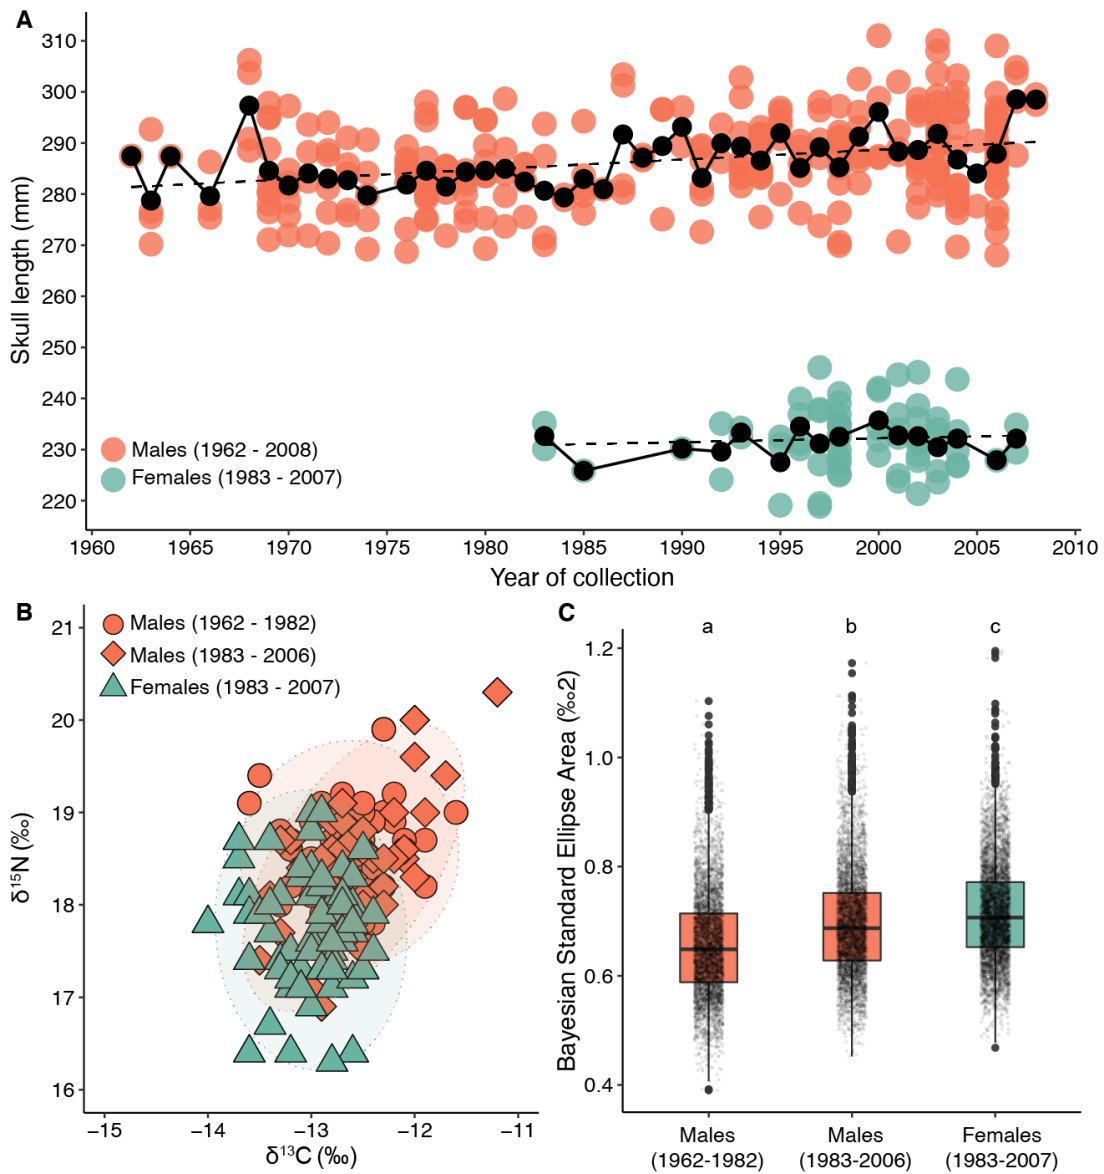 A
310
300
290
280
270
260
250
240
230
220
Skull length (mm)
Males (1962 - 2008)
Females (1983 - 2007)
1960 1965 1970 1975 1980 1985 1990 1995 2000 2005 2010
Year of collection
B
Males (1962 - 1982)
Males (1983 - 2006)
Females (1983 - 2007)
21
20
19
18
17
16
δ15N (‰)
−15 −14 −13 −12 −11
δ13C (‰)
C
a b c
1.2
1.0
0.8
0.6
0.4
Bayesian Standard Ellipse Area (‰2)
Males Males Females
(1962-1982) (1983-2006) (1983-2007)